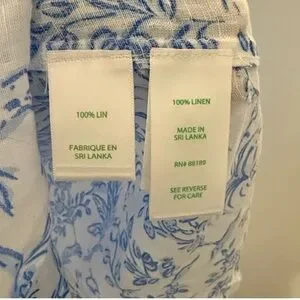 100% LIN
FABRIQUE EN
SRI LANKA
100% LINEN
MADE IN
SRI LANKA
RN# 88189
SEE REVERSE
FOR CARE